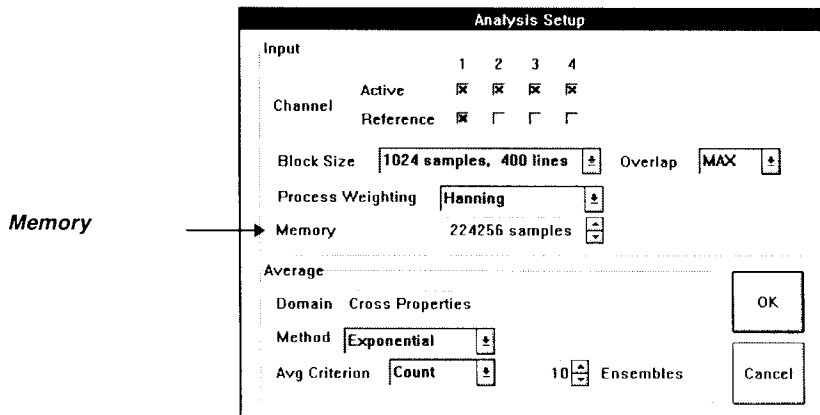 Analysis Setup
Input
1 2 3 4
Active
Channel
Reference
Block Size 1024 samples, 400 lines Overlap MAX
Process Weighting Hanning
Memory
Memory 224256 samples
Average
Domain Cross Properties
OK
Method Exponential
Avg Criterion Count 10 Ensembles Cancel